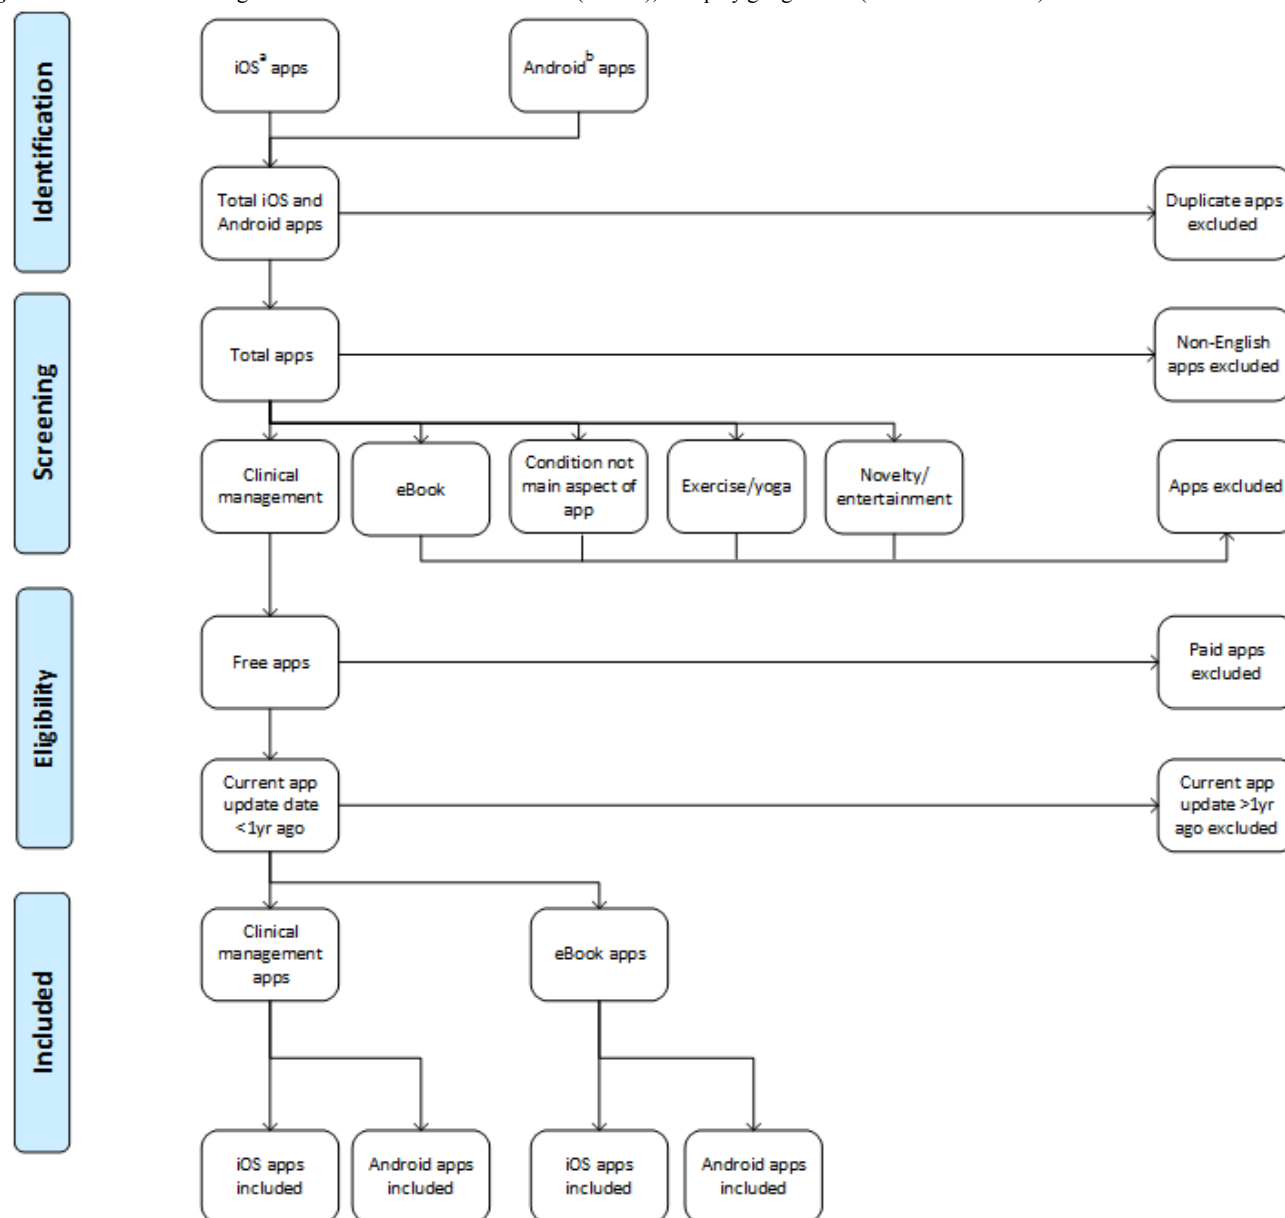 Identification
iOSa apps
Androidb apps
Total iOS and
Android apps
Duplicate apps
excluded
Screening
Total apps
Non-English
apps excluded
Clinical
management
eBook
Condition not
main aspect of
app
Exercise/yoga
Novelty/
entertainment
Apps excluded
Eligibility
Free apps
Paid apps
excluded
Current app
update date
<1yr ago
Current app
update >1yr
ago excluded
Included
Clinical
management
apps
eBook apps
iOS apps
included
Android apps
included
iOS apps
included
Android apps
included